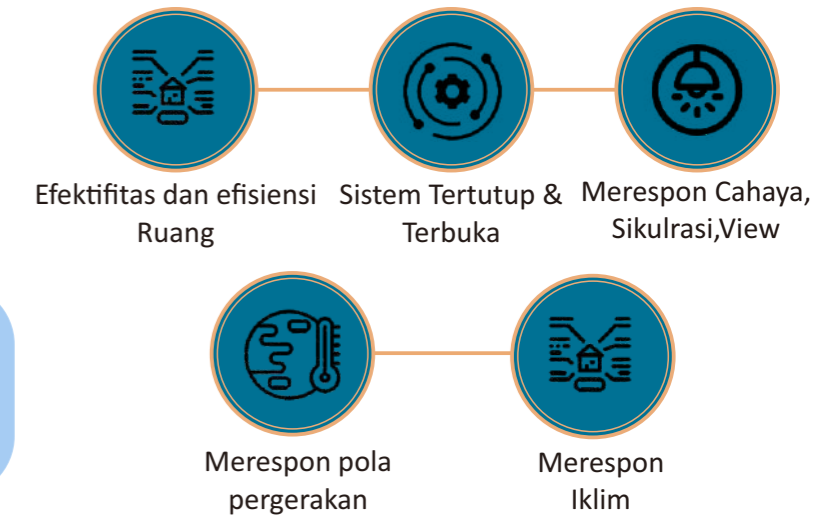 Efektifitas dan efisiensi
Ruang
Sistem Tertutup &
Terbuka
Merespon Cahaya,
Sikulrasi,View
Merespon pola
pergerakan
Merespon
Iklim